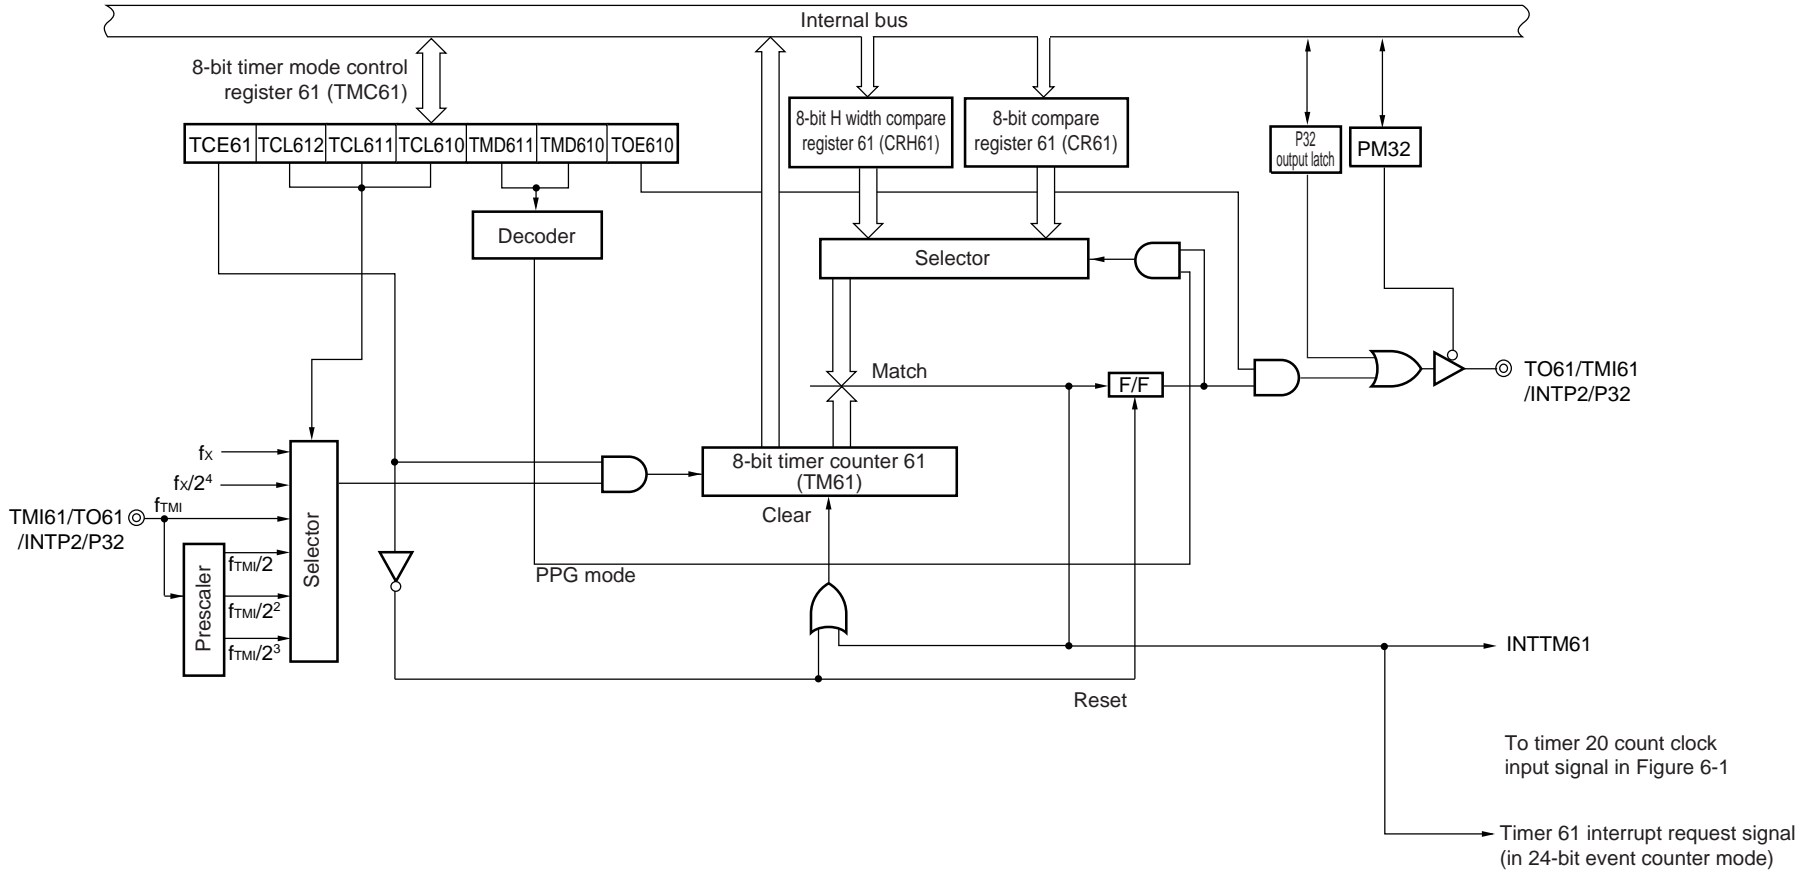 Internal bus
8-bit timer mode control
register 61 (TMC61)
TCE61 TCL612 TCL611 TCL610 TMD611 TMD610 TOE610
8-bit H width compare
register 61 (CRH61)
8-bit compare
register 61 (CR61)
P32
output latch
PM32
Decoder
Selector
Match
F/F
TO61/TMI61
/INTP2/P32
fX
fX/2⁴
fTMI
TMI61/TO61
/INTP2/P32
Prescaler
fTMI/2
fTMI/2²
fTMI/2³
Selector
8-bit timer counter 61
(TM61)
Clear
PPG mode
INTTM61
Reset
To timer 20 count clock
input signal in Figure 6-1
Timer 61 interrupt request signal
(in 24-bit event counter mode)